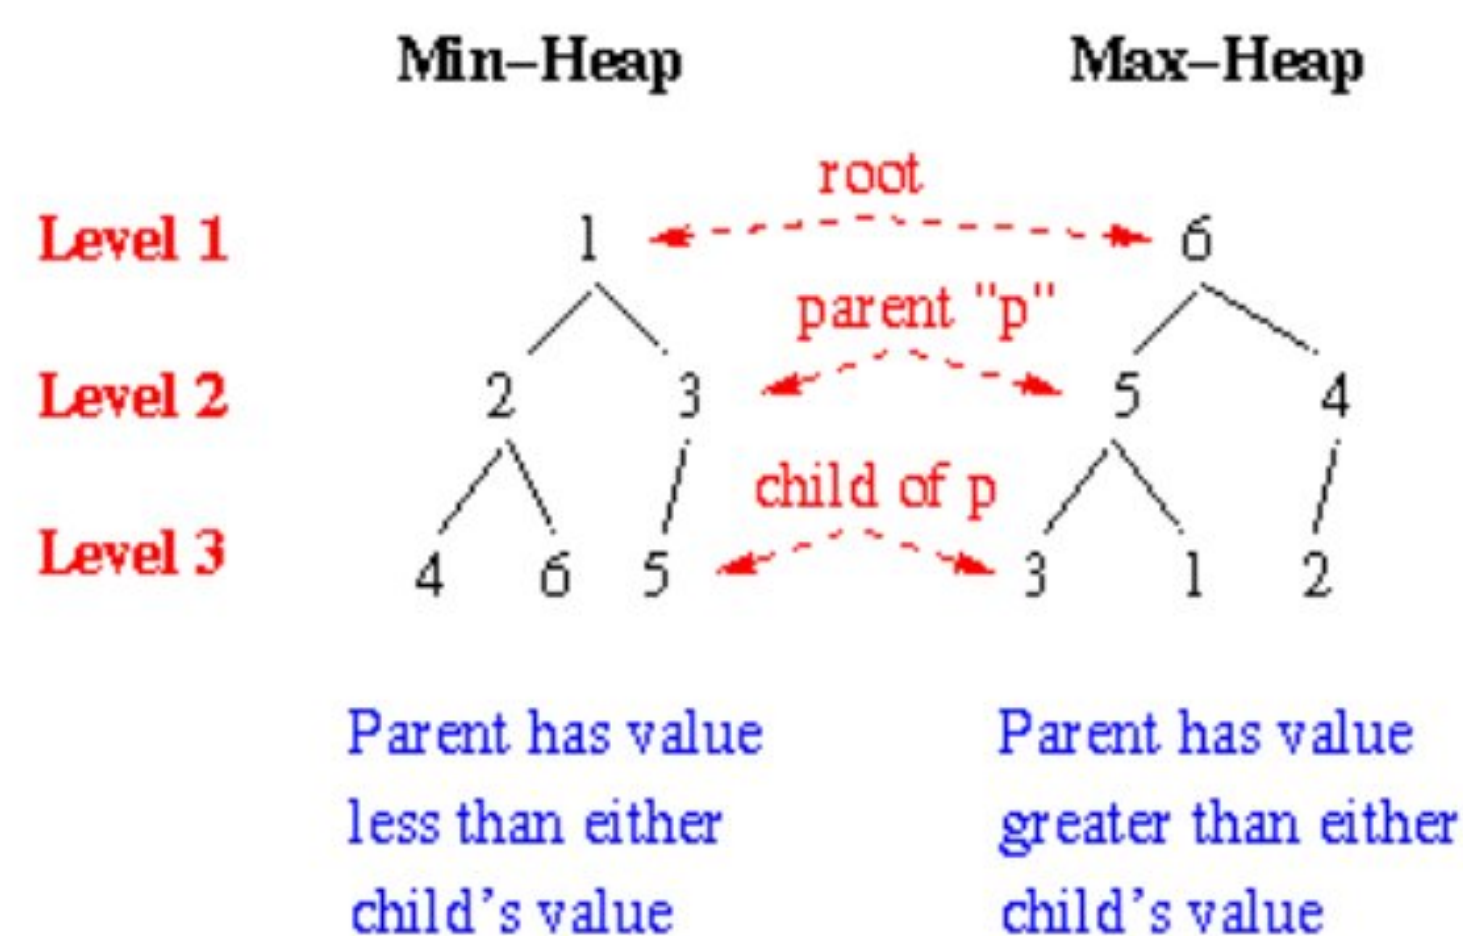 Min-Heap Max-Heap
root
Level 1 1 6
parent "p"
Level 2 2 3 5 4
child of p
Level 3 4 6 5 3 1 2
Parent has value
less than either
child's value
Parent has value
greater than either
child's value